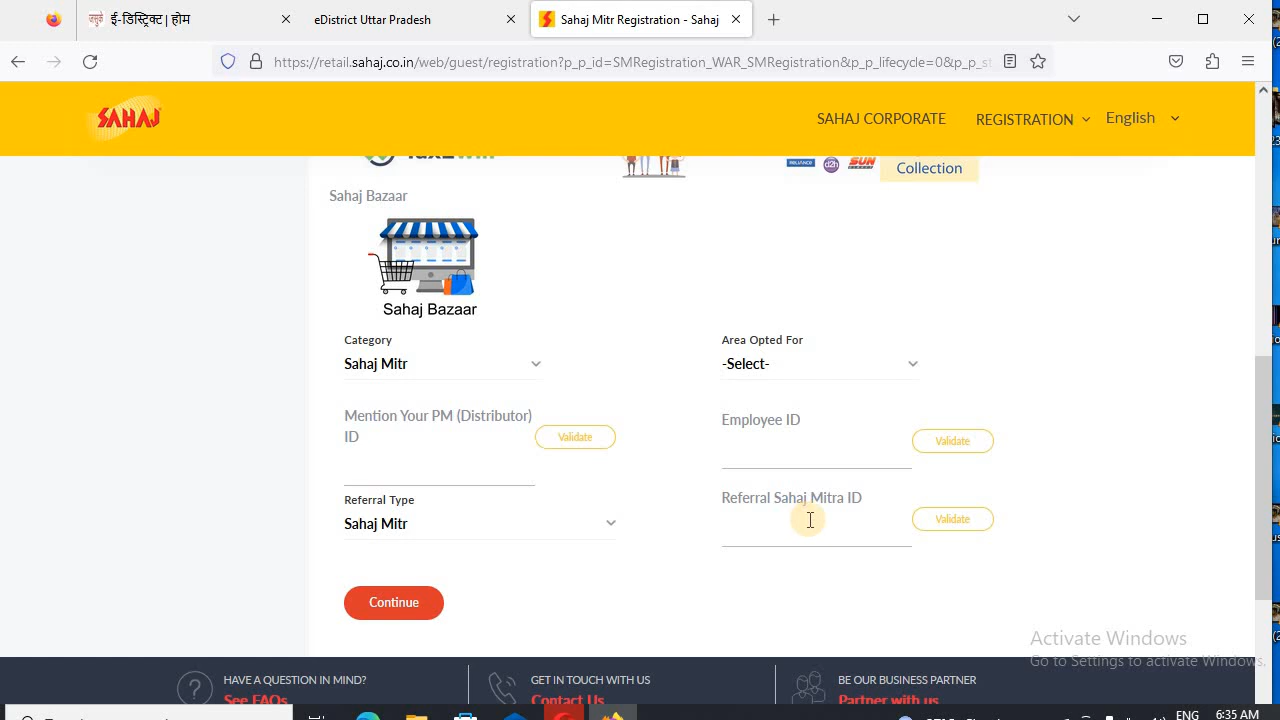 ई-डिस्ट्रिक्ट | होम
eDistrict Uttar Pradesh
Sahaj Mitr Registration - Sahaj
https://retail.sahaj.co.in/web/guest/registration?p_p_id=SMRegistration_WAR_SMRegistration&p_p_lifecycle=0&p_p_st
SAHAJ
SAHAJ CORPORATE
REGISTRATION
English
RELIANCE
d2h
SUN
Collection
Sahaj Bazaar
Sahaj Bazaar
Category
Area Opted For
Sahaj Mitr
-Select-
Mention Your PM (Distributor)
ID
Validate
Employee ID
Validate
Referral Type
Referral Sahaj Mitra ID
Sahaj Mitr
Validate
Continue
Activate Windows
Go to Settings to activate Windows.
HAVE A QUESTION IN MIND?
See FAQs
GET IN TOUCH WITH US
Contact Us
BE OUR BUSINESS PARTNER
Partner with us
ENG
6:35 AM